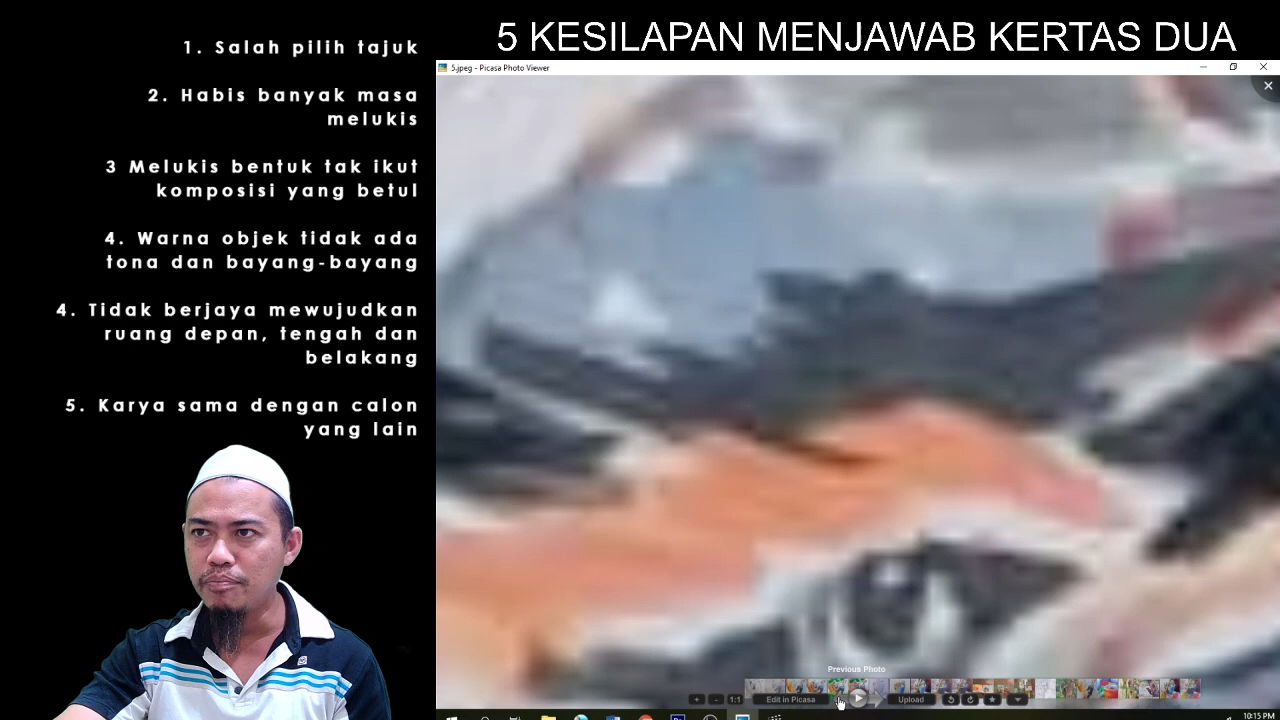 5 KESILAPAN MENJAWAB KERTAS DUA
1. Salah pilih tajuk
2. Habis banyak masa
melukis
3 Melukis bentuk tak ikut
komposisi yang betul
4. Warna objek tidak ada
tona dan bayang-bayang
4. Tidak berjaya mewujudkan
ruang depan, tengah dan
belakang
5. Karya sama dengan calon
yang lain
5.jpeg - Picasa Photo Viewer
Previous Photo
1:1
Edit in Picasa
Upload
10:15 PM